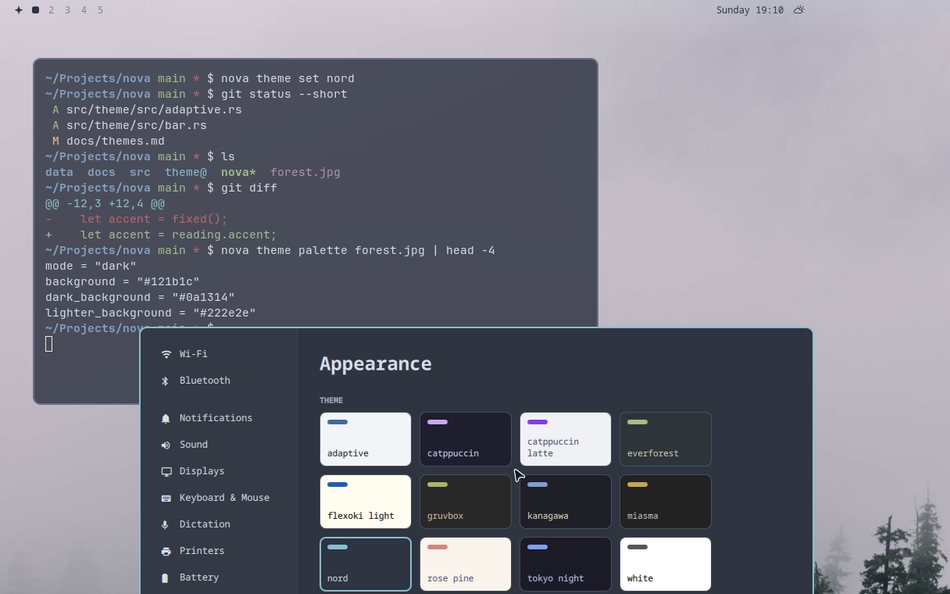 2 3 4 5
Sunday 19:10
~/Projects/nova main * $ nova theme set nord
~/Projects/nova main * $ git status --short
A src/theme/src/adaptive.rs
A src/theme/src/bar.rs
M docs/themes.md
~/Projects/nova main * $ ls
data docs src theme@ nova* forest.jpg
~/Projects/nova main * $ git diff
@@ -12,3 +12,4 @@
-    let accent = fixed();
+    let accent = reading.accent;
~/Projects/nova main * $ nova theme palette forest.jpg | head -4
mode = "dark"
background = "#121b1c"
dark_background = "#0a1314"
lighter_background = "#222e2e"
~/Projects/nova main * $
Wi-Fi
Bluetooth
Notifications
Sound
Displays
Keyboard & Mouse
Dictation
Printers
Battery
Appearance
THEME
adaptive
catppuccin
catppuccin
latte
everforest
flexoki light
gruvbox
kanagawa
miasma
nord
rose pine
tokyo night
white